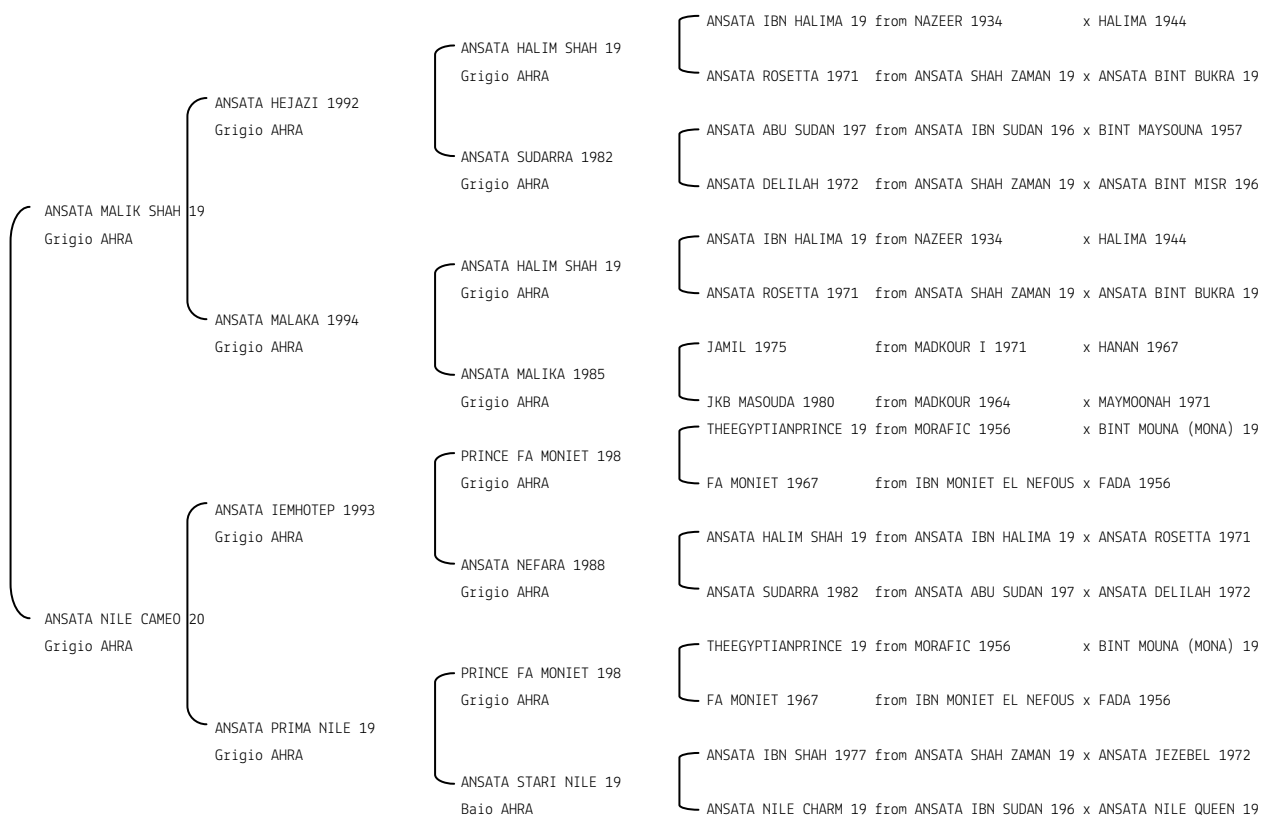 ANSATA IBN HALIMA 19 from NAZEER 1934 x HALIMA 1944
ANSATA HALIM SHAH 19
Grigio AHRA
ANSATA ROSETTA 1971 from ANSATA SHAH ZAMAN 19 x ANSATA BINT BUKRA 19
ANSATA HEJAZI 1992
Grigio AHRA
ANSATA ABU SUDAN 197 from ANSATA IBN SUDAN 196 x BINT MAYSOUNA 1957
ANSATA SUDARRA 1982
Grigio AHRA
ANSATA DELILAH 1972 from ANSATA SHAH ZAMAN 19 x ANSATA BINT MISR 196
ANSATA MALIK SHAH 19
Grigio AHRA
ANSATA IBN HALIMA 19 from NAZEER 1934 x HALIMA 1944
ANSATA HALIM SHAH 19
Grigio AHRA
ANSATA ROSETTA 1971 from ANSATA SHAH ZAMAN 19 x ANSATA BINT BUKRA 19
ANSATA MALAKA 1994
Grigio AHRA
JAMIL 1975 from MADKOUR I 1971 x HANAN 1967
ANSATA MALIKA 1985
Grigio AHRA
JKB MASOUDA 1980 from MADKOUR 1964 x MAYMOONAH 1971
THEEGYPTIANPRINCE 19 from MORAFIC 1956 x BINT MOUNA (MONA) 19
PRINCE FA MONIET 198
Grigio AHRA
FA MONIET 1967 from IBN MONIET EL NEFOUS x FADA 1956
ANSATA IEMHOTEP 1993
Grigio AHRA
ANSATA HALIM SHAH 19 from ANSATA IBN HALIMA 19 x ANSATA ROSETTA 1971
ANSATA NEFARA 1988
Grigio AHRA
ANSATA SUDARRA 1982 from ANSATA ABU SUDAN 197 x ANSATA DELILAH 1972
ANSATA NILE CAMEO 20
Grigio AHRA
THEEGYPTIANPRINCE 19 from MORAFIC 1956 x BINT MOUNA (MONA) 19
PRINCE FA MONIET 198
Grigio AHRA
FA MONIET 1967 from IBN MONIET EL NEFOUS x FADA 1956
ANSATA PRIMA NILE 19
Grigio AHRA
ANSATA IBN SHAH 1977 from ANSATA SHAH ZAMAN 19 x ANSATA JEZEBEL 1972
ANSATA STARI NILE 19
Baio AHRA
ANSATA NILE CHARM 19 from ANSATA IBN SUDAN 196 x ANSATA NILE QUEEN 19